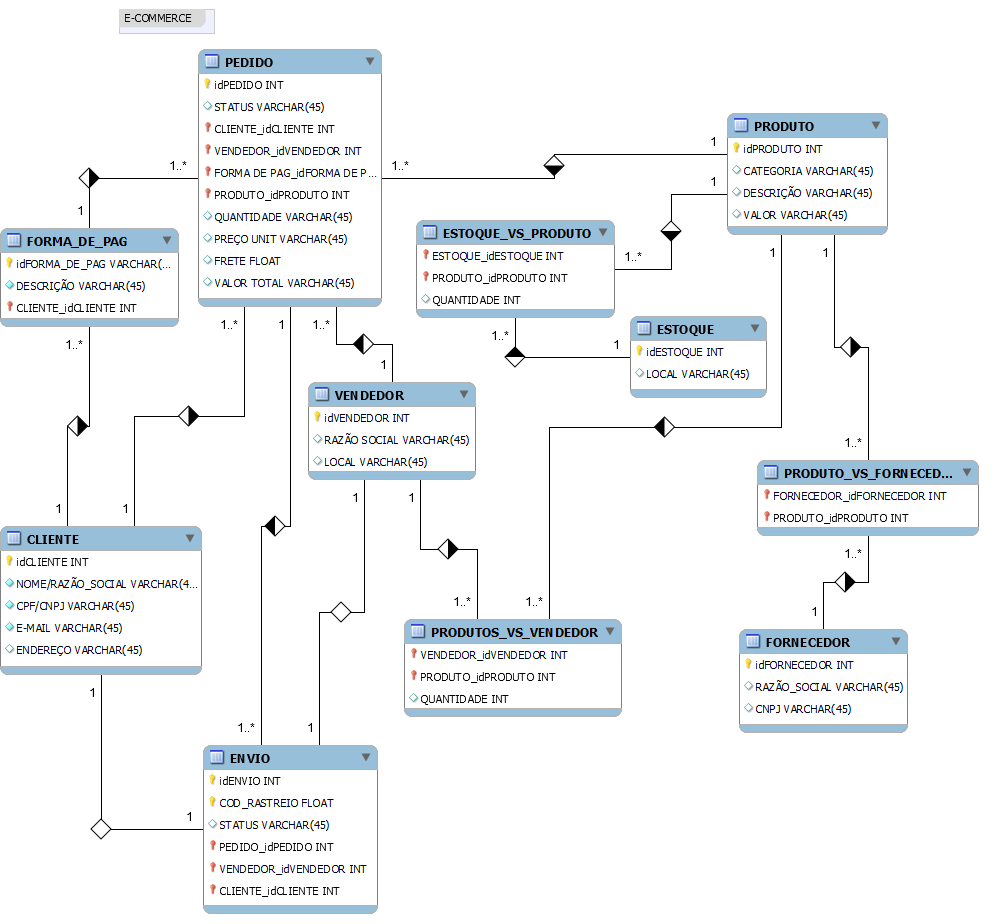 E-COMMERCE
PEDIDO
idPEDIDO INT
STATUS VARCHAR(45)
CLIENTE_idCLIENTE INT
VENDEDOR_idVENDEDOR INT
FORMA DE PAG_idFORMA DE P...
PRODUTO_idPRODUTO INT
QUANTIDADE VARCHAR(45)
PREÇO UNIT VARCHAR(45)
FRETE FLOAT
VALOR TOTAL VARCHAR(45)
1..*
1..*
1
PRODUTO
idPRODUTO INT
CATEGORIA VARCHAR(45)
DESCRIÇÃO VARCHAR(45)
VALOR VARCHAR(45)
1
1
FORMA_DE_PAG
idFORMA_DE_PAG VARCHAR(...
DESCRIÇÃO VARCHAR(45)
CLIENTE_idCLIENTE INT
1..*
ESTOQUE_VS_PRODUTO
ESTOQUE_idESTOQUE INT
PRODUTO_idPRODUTO INT
QUANTIDADE INT
1..*
1..*
1
ESTOQUE
idESTOQUE INT
LOCAL VARCHAR(45)
1
1
1..*
1
1..*
1
VENDEDOR
idVENDEDOR INT
RAZÃO SOCIAL VARCHAR(45)
LOCAL VARCHAR(45)
1
1
1..*
PRODUTO_VS_FORNECED...
FORNECEDOR_idFORNECEDOR INT
PRODUTO_idPRODUTO INT
1..*
1
1
1
CLIENTE
idCLIENTE INT
NOME/RAZÃO_SOCIAL VARCHAR(4...
CPF/CNPJ VARCHAR(45)
E-MAIL VARCHAR(45)
ENDEREÇO VARCHAR(45)
1
1..*
1..*
PRODUTOS_VS_VENDEDOR
VENDEDOR_idVENDEDOR INT
PRODUTO_idPRODUTO INT
QUANTIDADE INT
FORNECEDOR
idFORNECEDOR INT
RAZÃO_SOCIAL VARCHAR(45)
CNPJ VARCHAR(45)
1..*
1
1
ENVIO
idENVIO INT
COD_RASTREIO FLOAT
STATUS VARCHAR(45)
PEDIDO_idPEDIDO INT
VENDEDOR_idVENDEDOR INT
CLIENTE_idCLIENTE INT